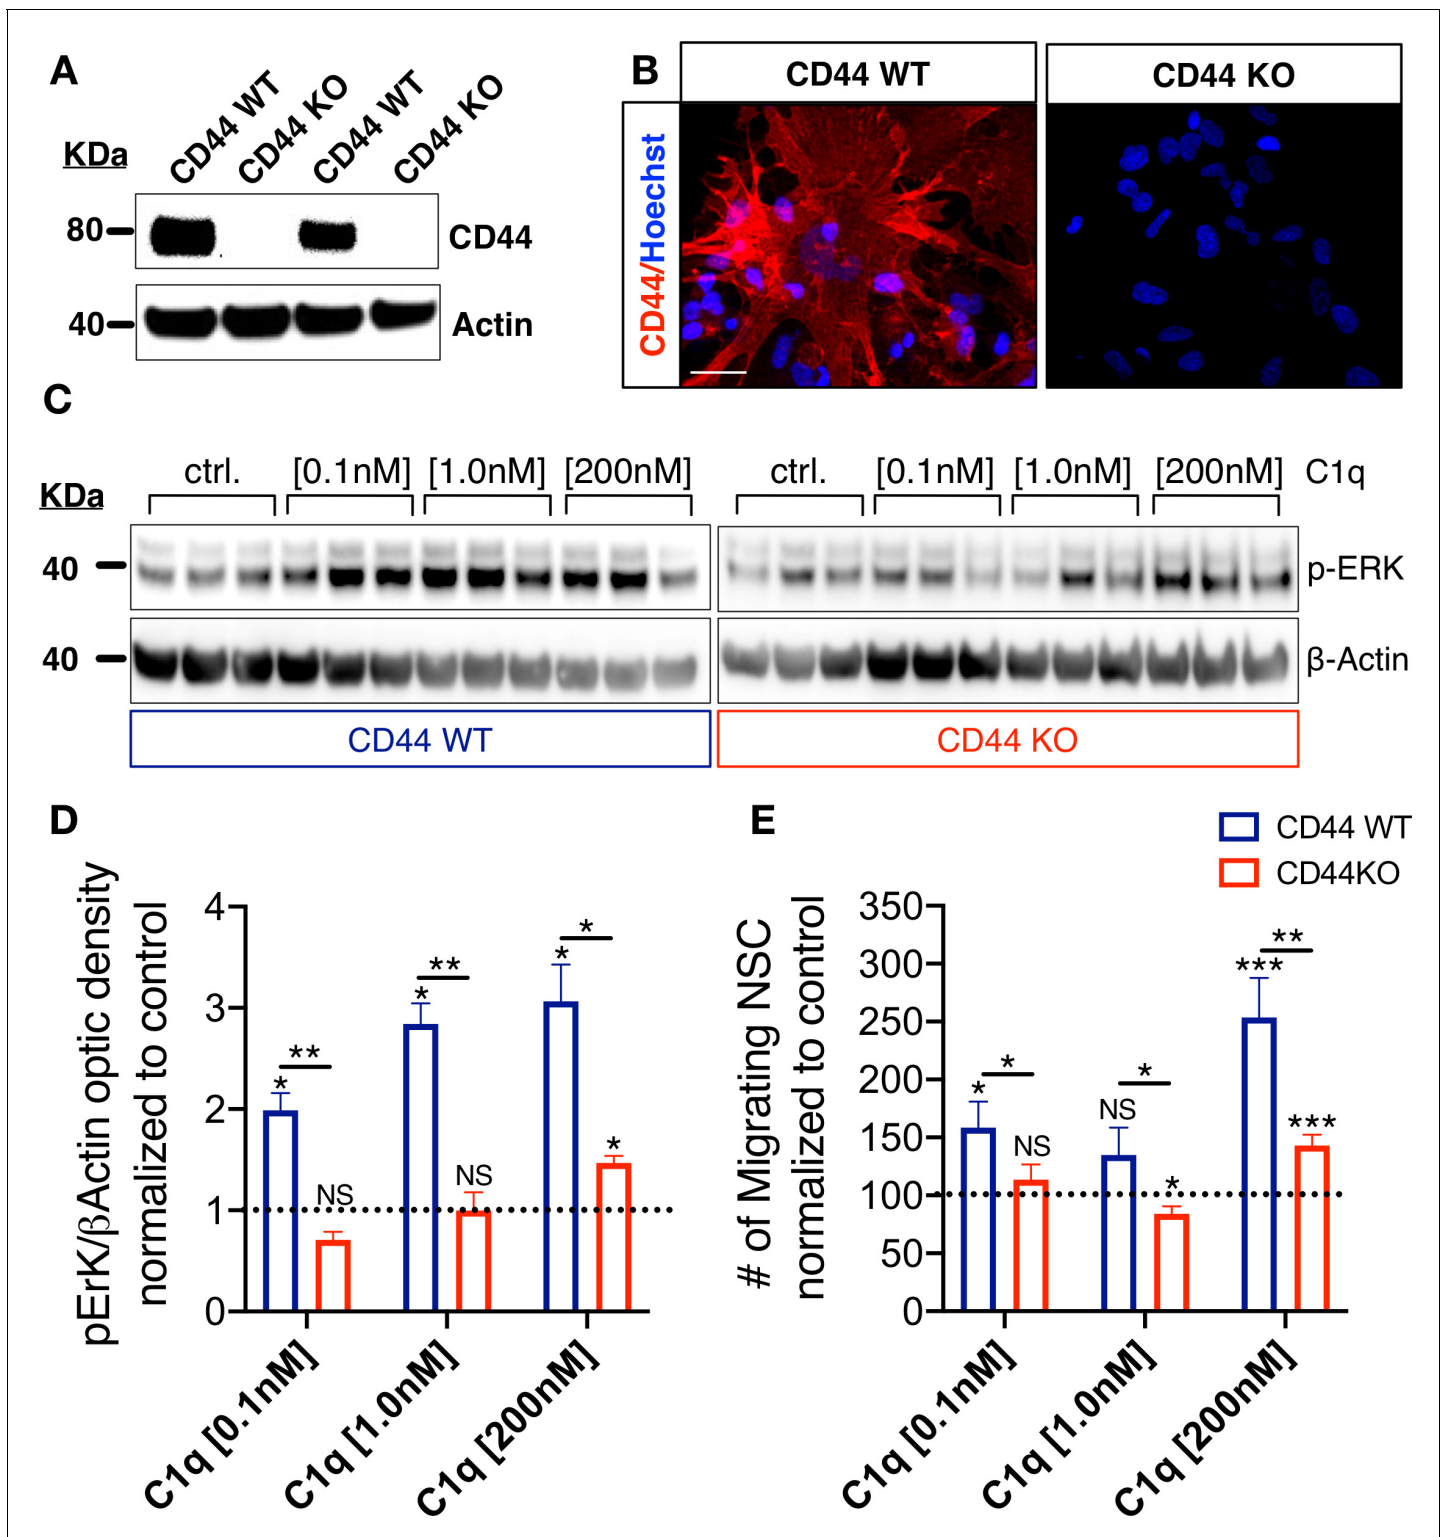 A
CD44 WT
CD44 KO
CD44 WT
CD44 KO
KDa
80
CD44
40
Actin
B
CD44 WT
CD44 KO
CD44/Hoechst
C
ctrl.
[0.1nM]
[1.0nM]
[200nM]
ctrl.
[0.1nM]
[1.0nM]
[200nM]
C1q
KDa
40
p-ERK
40
β-Actin
CD44 WT
CD44 KO
D
pErK/βActin optic density
normalized to control
4
3
2
1
0
*
**
NS
*
**
NS
*
*
*
C1q [0.1nM]
C1q [1.0nM]
C1q [200nM]
E
CD44 WT
CD44KO
# of Migrating NSC
normalized to control
350
300
250
200
150
100
50
0
*
*
NS
NS
*
*
***
**
***
C1q [0.1nM]
C1q [1.0nM]
C1q [200nM]